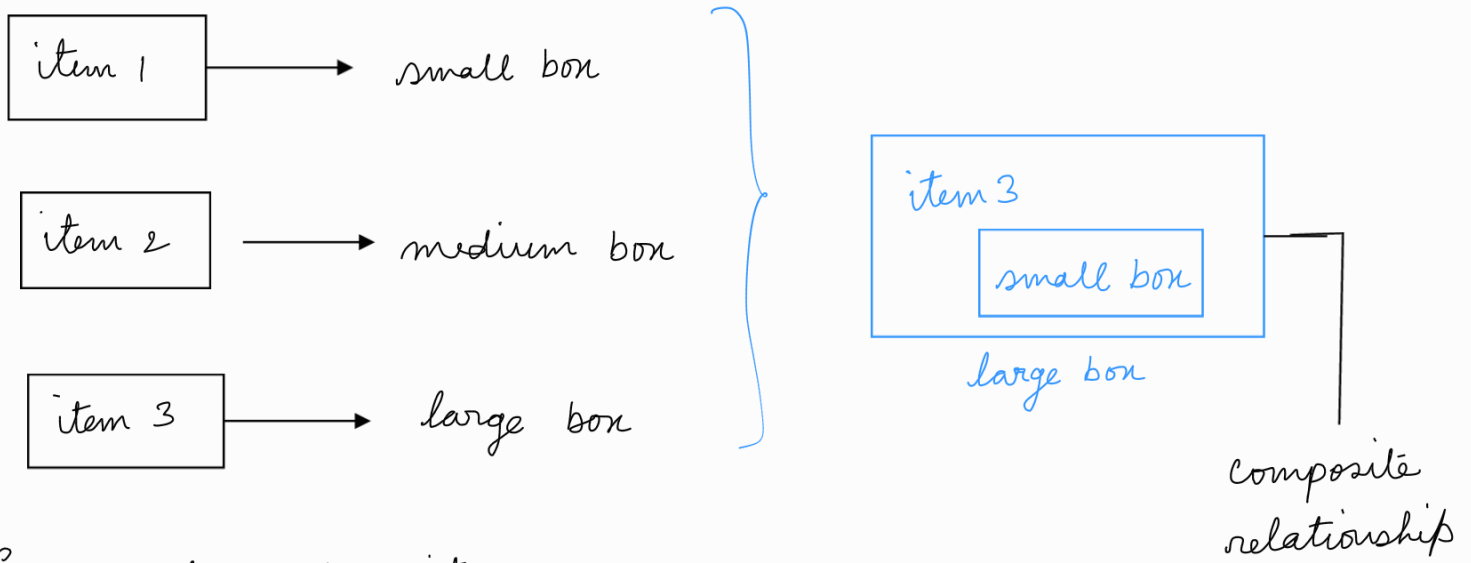 item 1
small box
item 2
medium box
item 3
large box
item 3
small box
large box
composite
relationship